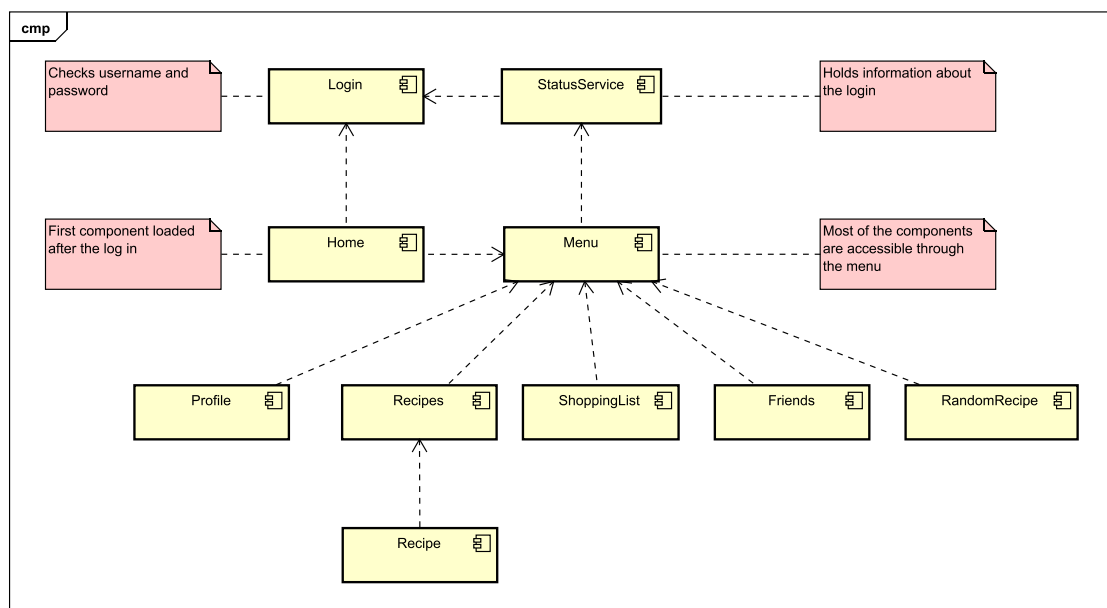 cmp
Checks username and
password
Login
StatusService
Holds information about
the login
First component loaded
after the log in
Home
Menu
Most of the components
are accessible through
the menu
Profile
Recipes
ShoppingList
Friends
RandomRecipe
Recipe